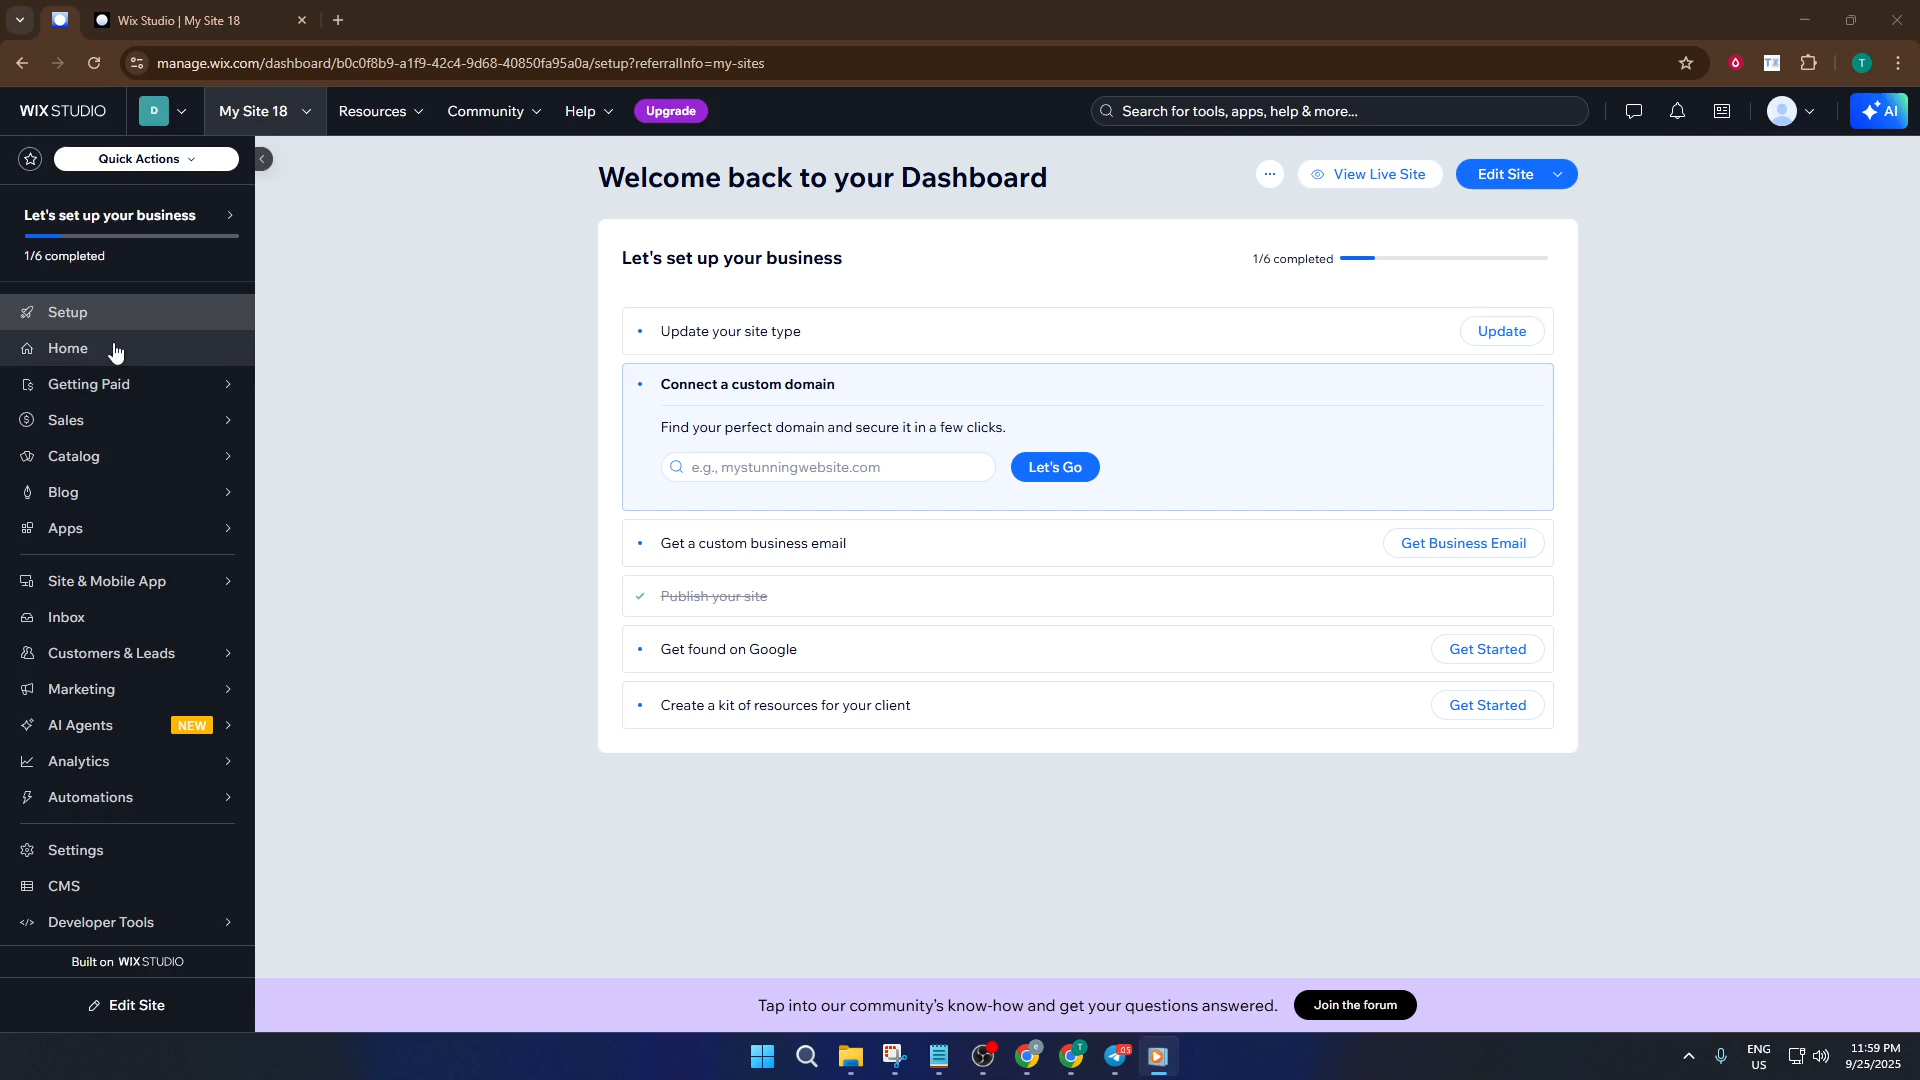 Wix Studio | My Site 18
manage.wix.com/dashboard/b0c0f8b9-a1f9-42c4-9d68-40850fa95a0a/setup?referralInfo=my-sites
T
WIX STUDIO
D
My Site 18
Resources
Community
Help
Upgrade
Search for tools, apps, help & more...
AI
Quick Actions
Let's set up your business
1/6 completed
Setup
Home
Getting Paid
Sales
Catalog
Blog
Apps
Site & Mobile App
Inbox
Customers & Leads
Marketing
AI Agents NEW
Analytics
Automations
Settings
CMS
Developer Tools
Built on WIX STUDIO
Edit Site
Welcome back to your Dashboard
View Live Site
Edit Site
Let's set up your business
1/6 completed
Update your site type
Update
Connect a custom domain
Find your perfect domain and secure it in a few clicks.
e.g., mystunningwebsite.com
Let's Go
Get a custom business email
Get Business Email
Publish your site
Get found on Google
Get Started
Create a kit of resources for your client
Get Started
Tap into our community's know-how and get your questions answered.
Join the forum
ENG
US
11:59 PM
9/25/2025